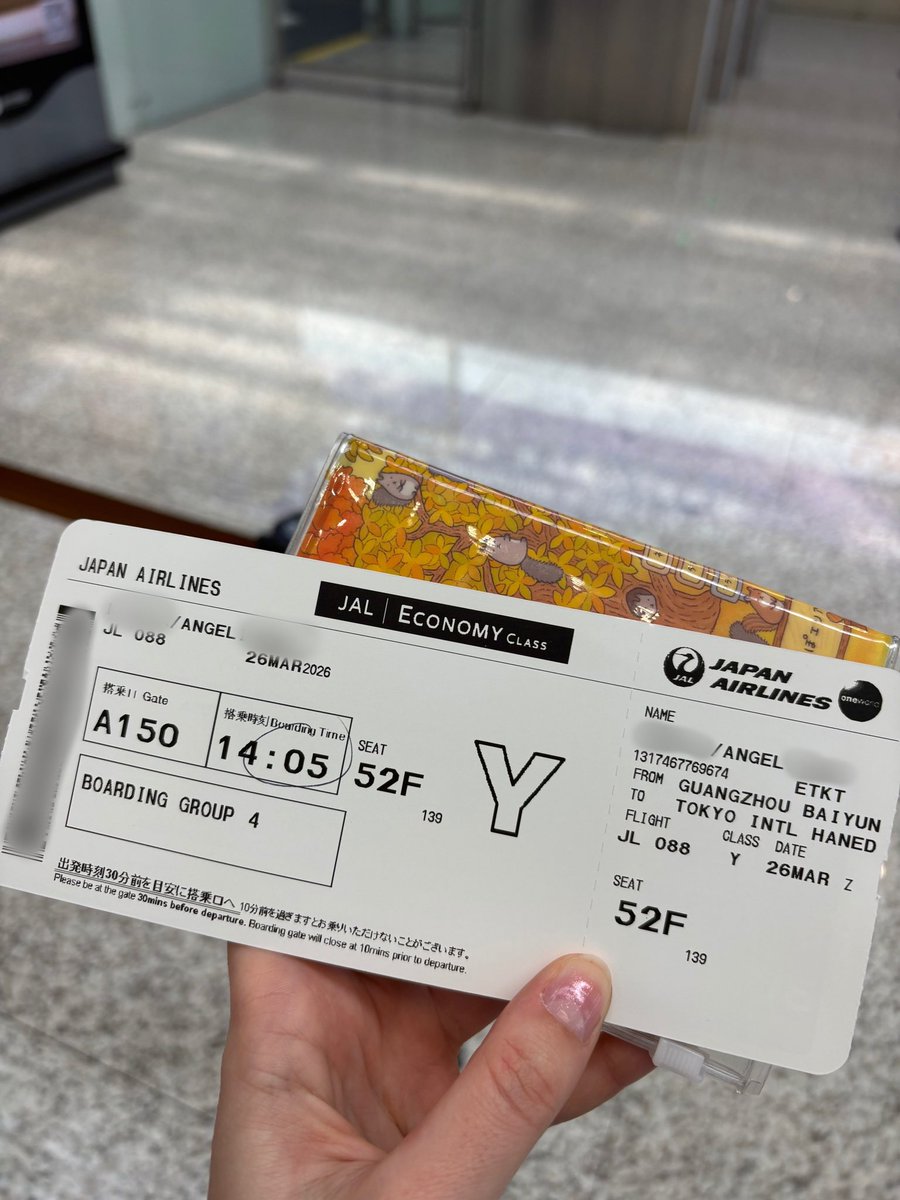 JAPAN AIRLINES
JAL | ECONOMY CLASS
/ANGEL
JL 088
26MAR2026
搭乗口 Gate
A150
搭乗時刻 Boarding Time
14:05
SEAT
52F
139
Y
BOARDING GROUP 4
出発時刻30分前を目安に搭乗口へ 10分前を過ぎますとお乗りいただけないことがございます。
Please be at the gate 30mins before departure. Boarding gate will close at 10mins prior to departure.
JAL
JAPAN
AIRLINES
oneworld
NAME
/ANGEL
1317467769674 ETKT
FROM GUANGZHOU BAIYUN
TO TOKYO INTL HANED
FLIGHT CLASS DATE
JL 088 Y 26MAR Z
SEAT
52F
139